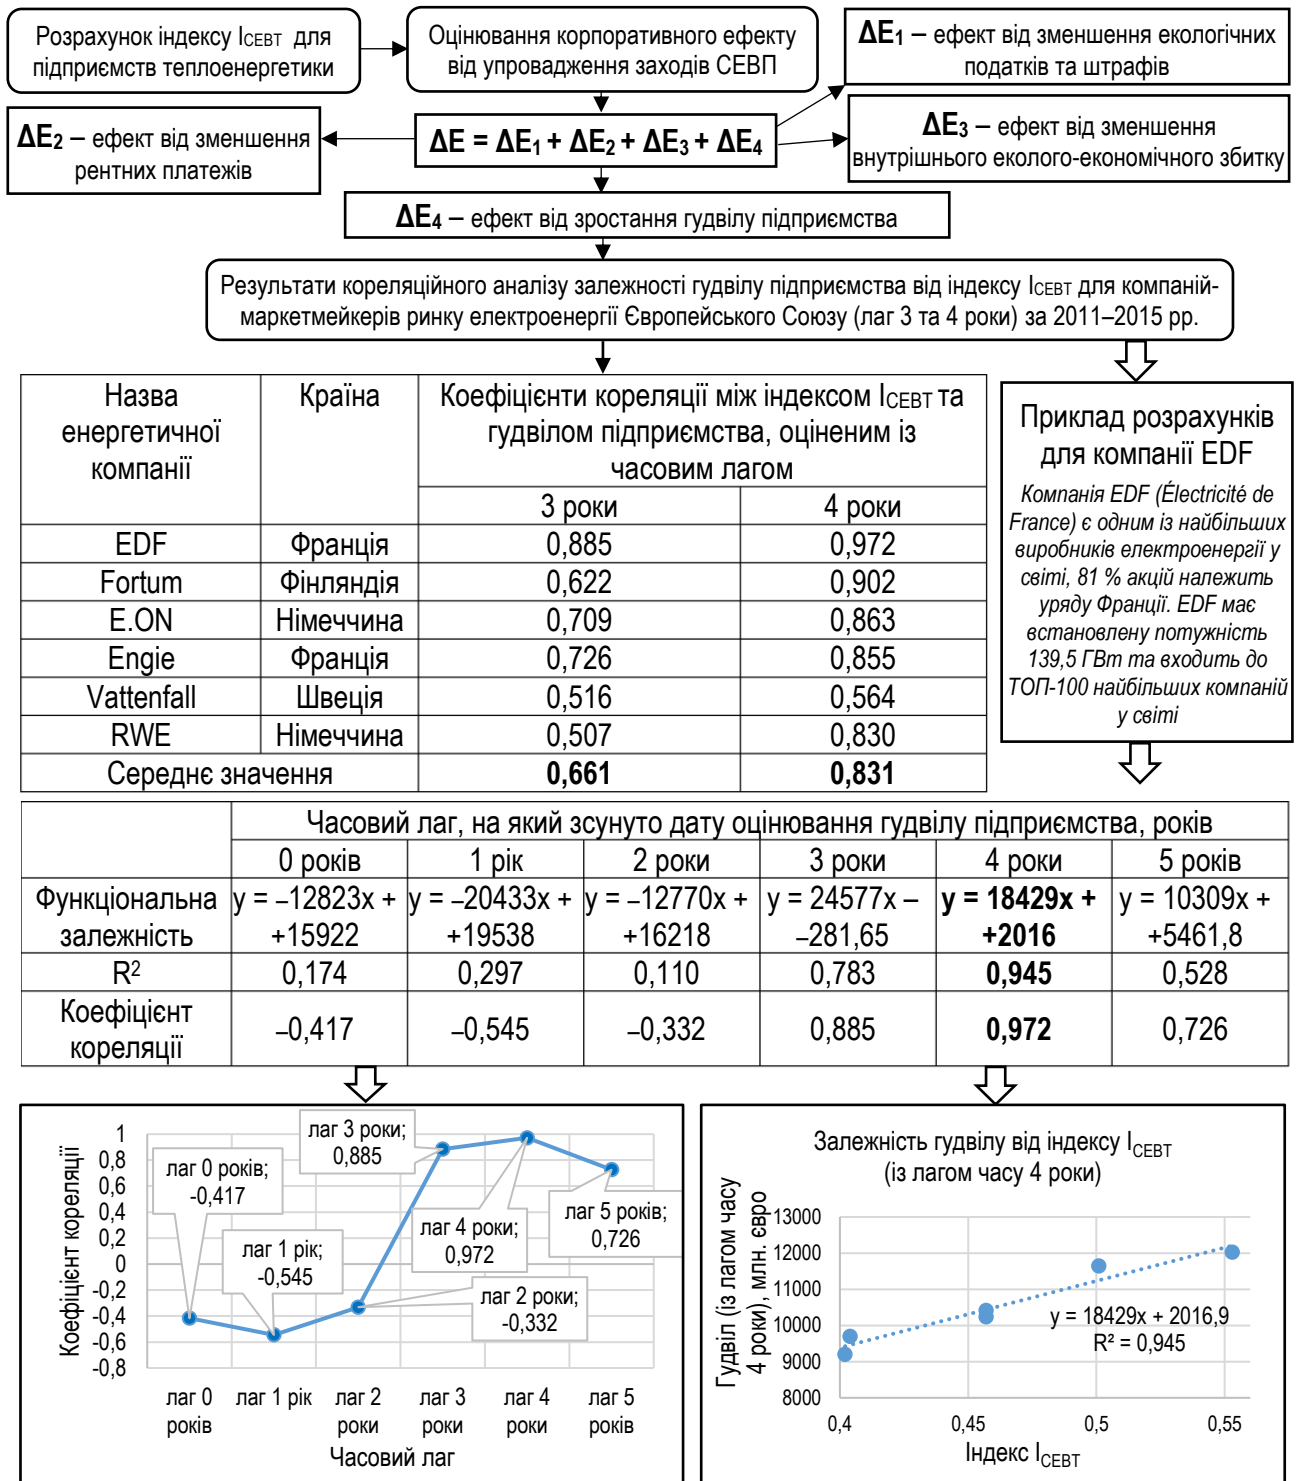 Розрахунок індексу IСЕВТ для
підприємств теплоенергетики
Оцінювання корпоративного ефекту
від упровадження заходів СЕВП
ΔE1 – ефект від зменшення екологічних
податків та штрафів
ΔE2 – ефект від зменшення
рентних платежів
ΔE = ΔE1 + ΔE2 + ΔE3 + ΔE4
ΔE3 – ефект від зменшення
внутрішнього еколого-економічного збитку
ΔE4 – ефект від зростання гудвілу підприємства
Результати кореляційного аналізу залежності гудвілу підприємства від індексу IСЕВТ для компаній-
маркетмейкерів ринку електроенергії Європейського Союзу (лаг 3 та 4 роки) за 2011–2015 рр.
Назва
енергетичної
компанії
Країна
Коефіцієнти кореляції між індексом IСЕВТ та
гудвілом підприємства, оціненим із
часовим лагом
3 роки 4 роки
EDF Франція 0,885 0,972
Fortum Фінляндія 0,622 0,902
E.ON Німеччина 0,709 0,863
Engie Франція 0,726 0,855
Vattenfall Швеція 0,516 0,564
RWE Німеччина 0,507 0,830
Середнє значення 0,661 0,831
Приклад розрахунків
для компанії EDF
Компанія EDF (Électricité de
France) є одним із найбільших
виробників електроенергії у
світі, 81 % акцій належить
уряду Франції. EDF має
встановлену потужність
139,5 ГВт та входить до
ТОП-100 найбільших компаній
у світі
Часовий лаг, на який зсунуто дату оцінювання гудвілу підприємства, років
0 років 1 рік 2 роки 3 роки 4 роки 5 років
Функціональна y = –12823x + y = –20433x + y = –12770x + y = 24577x – y = 18429x + y = 10309x +
залежність +15922 +19538 +16218 –281,65 +2016 +5461,8
R2 0,174 0,297 0,110 0,783 0,945 0,528
Коефіцієнт
кореляції
–0,417 –0,545 –0,332 0,885 0,972 0,726
Коефіцієнт кореляції
1
0,8
0,6
0,4
0,2
0
-0,2
-0,4
-0,6
-0,8
лаг 0 років;
-0,417
лаг 1 рік;
-0,545
лаг 3 роки;
0,885
лаг 4 роки;
0,972
лаг 2 роки;
-0,332
лаг 5 років;
0,726
лаг 0 лаг 1 рік лаг 2 лаг 3 лаг 4 лаг 5
років роки роки роки років
Часовий лаг
Залежність гудвілу від індексу IСЕВТ
(із лагом часу 4 роки)
Гудвіл (із лагом часу
4 роки), млн. євро
13000
12000
11000
10000
9000
8000
y = 18429x + 2016,9
R² = 0,945
0,4 0,45 0,5 0,55
Індекс IСЕВТ